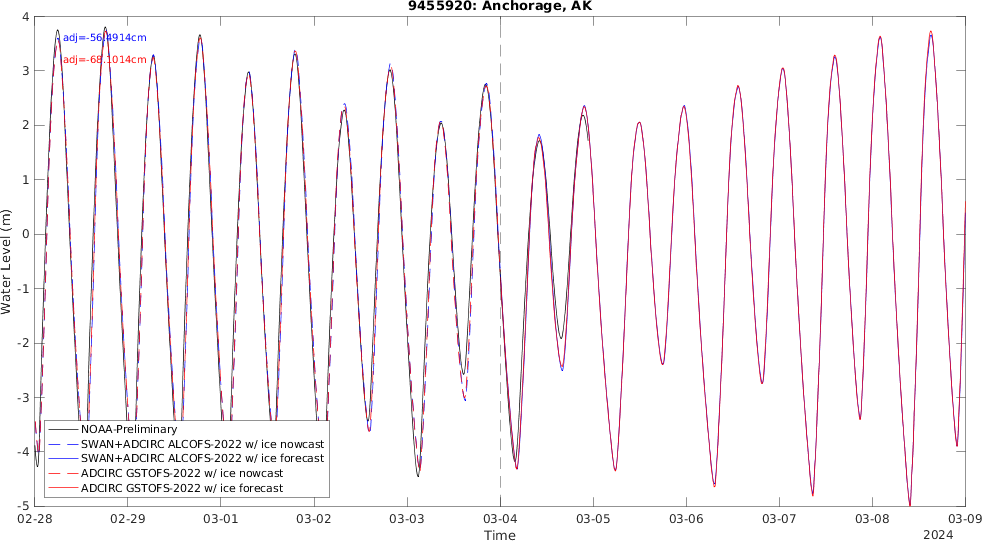 9455920: Anchorage, AK
adj=-56.4914cm
adj=-68.1014cm
Water Level (m)
4
3
2
1
0
-1
-2
-3
-4
-5
NOAA-Preliminary
SWAN+ADCIRC ALCOFS-2022 w/ ice nowcast
SWAN+ADCIRC ALCOFS-2022 w/ ice forecast
ADCIRC GSTOFS-2022 w/ ice nowcast
ADCIRC GSTOFS-2022 w/ ice forecast
02-28 02-29 03-01 03-02 03-03 03-04 03-05 03-06 03-07 03-08 03-09
Time
2024